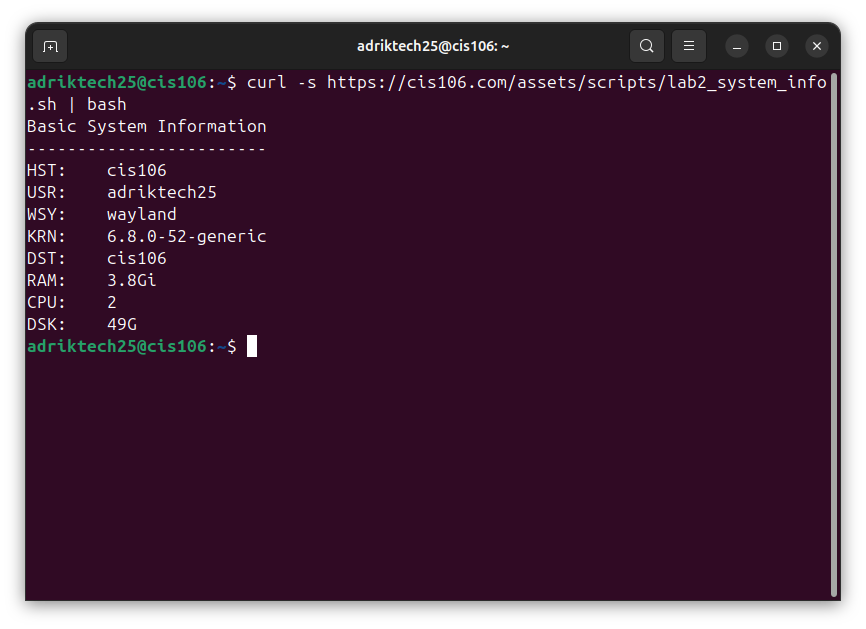 adriktech25@cis106: ~
adriktech25@cis106:~$ curl -s https://cis106.com/assets/scripts/lab2_system_info
.sh | bash
Basic System Information
------------------------
HST:    cis106
USR:    adriktech25
WSY:    wayland
KRN:    6.8.0-52-generic
DST:    cis106
RAM:    3.8Gi
CPU:    2
DSK:    49G
adriktech25@cis106:~$